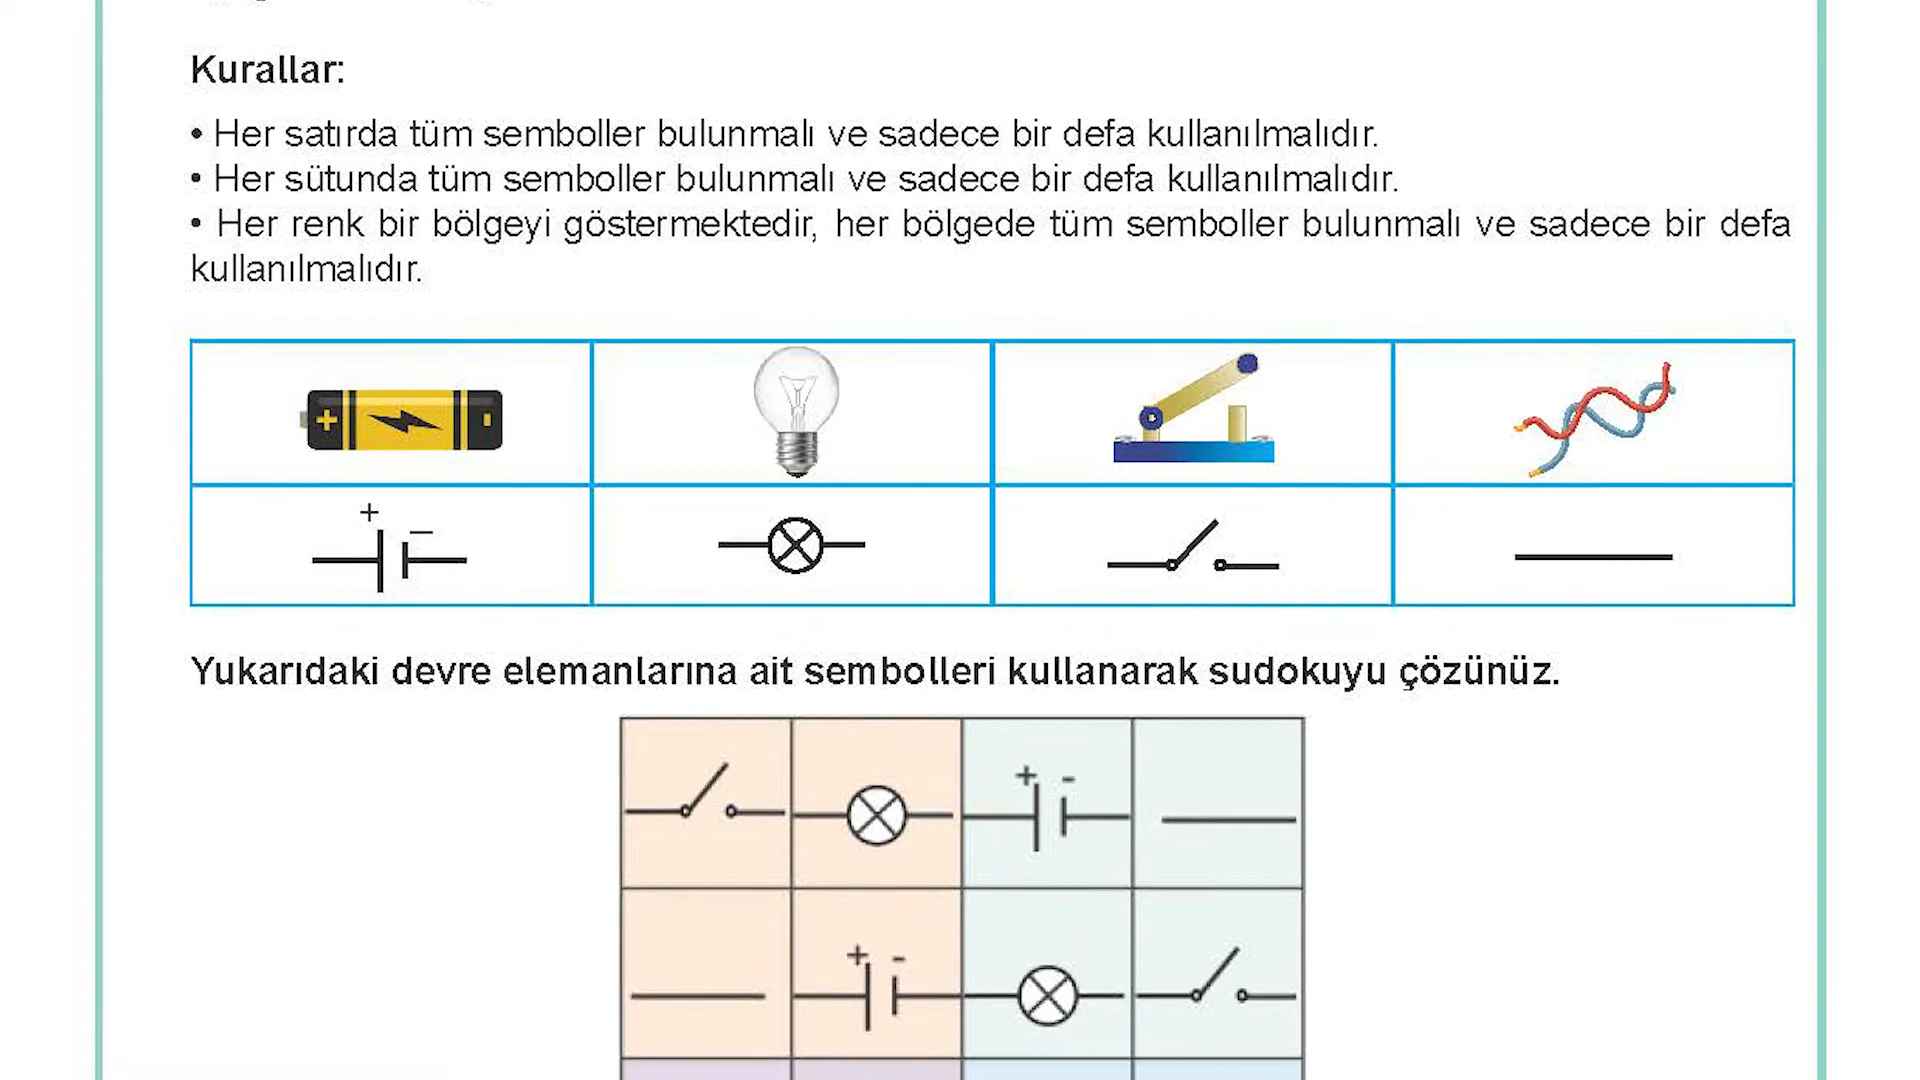 Kurallar:
• Her satırda tüm semboller bulunmalı ve sadece bir defa kullanılmalıdır.
• Her sütunda tüm semboller bulunmalı ve sadece bir defa kullanılmalıdır.
• Her renk bir bölgeyi göstermektedir, her bölgede tüm semboller bulunmalı ve sadece bir defa
kullanılmalıdır.
+
+ −
Yukarıdaki devre elemanlarına ait sembolleri kullanarak sudokuyu çözünüz.
+ -
+ -